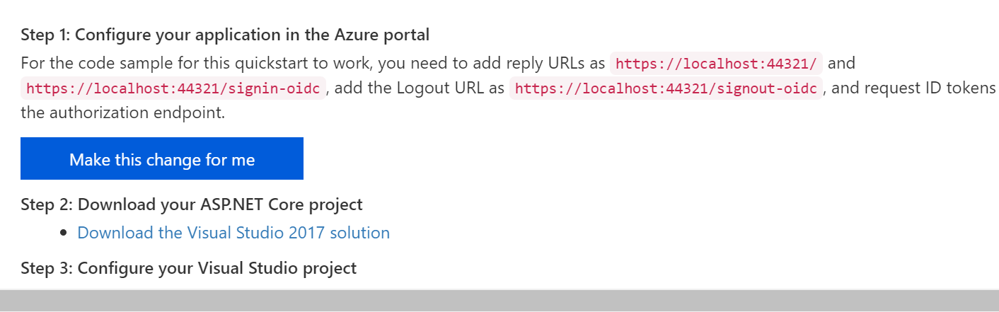 Step 1: Configure your application in the Azure portal
For the code sample for this quickstart to work, you need to add reply URLs as https://localhost:44321/ and
https://localhost:44321/signin-oidc , add the Logout URL as https://localhost:44321/signout-oidc , and request ID tokens
the authorization endpoint.
Make this change for me
Step 2: Download your ASP.NET Core project
• Download the Visual Studio 2017 solution
Step 3: Configure your Visual Studio project